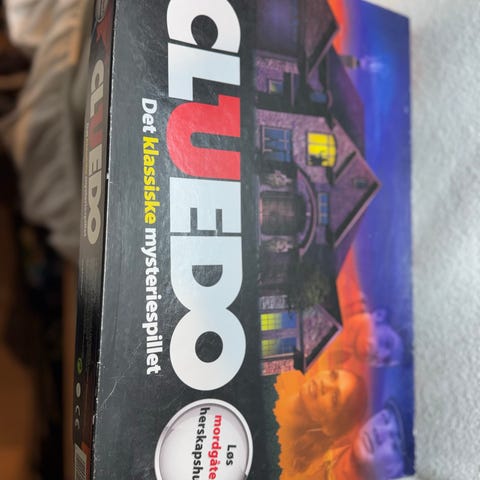 CLUEDO
Det klassiske mysteriespillet
Løs
mordgåte
herskapshu
CLUEDO